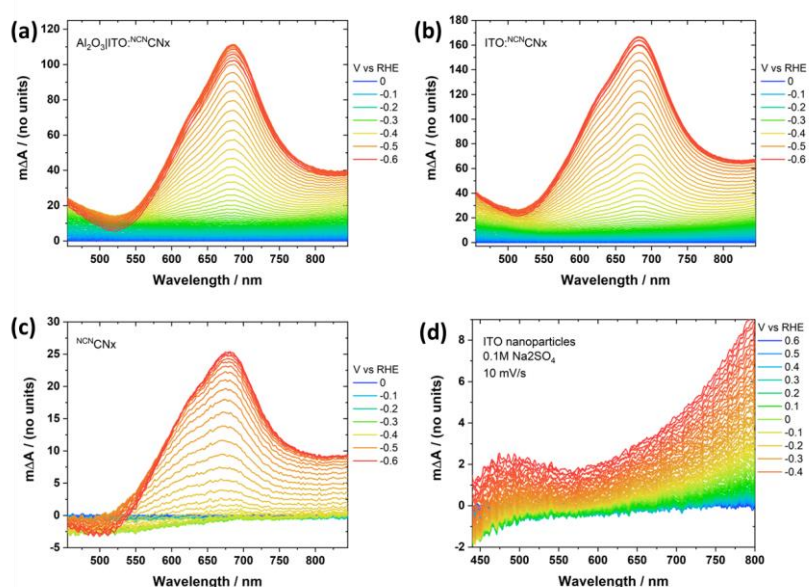 (a)
Al₂O₃|ITO:ᴺᶜᴺCNx
mΔA / (no units)
120
100
80
60
40
20
0
500 550 600 650 700 750 800
Wavelength / nm
V vs RHE
0
-0.1
-0.2
-0.3
-0.4
-0.5
-0.6
(b)
ITO:ᴺᶜᴺCNx
mΔA / (no units)
180
160
140
120
100
80
60
40
20
0
500 550 600 650 700 750 800
Wavelength / nm
V vs RHE
0
-0.1
-0.2
-0.3
-0.4
-0.5
-0.6
(c)
ᴺᶜᴺCNx
mΔA / (no units)
30
25
20
15
10
5
0
-5
500 550 600 650 700 750 800
Wavelength / nm
V vs RHE
0
-0.1
-0.2
-0.3
-0.4
-0.5
-0.6
(d)
ITO nanoparticles
0.1M Na2SO₄
10 mV/s
mΔA / (no units)
8
6
4
2
0
-2
450 500 550 600 650 700 750 800
Wavelength / nm
V vs RHE
0.6
0.5
0.4
0.3
0.2
0.1
0
-0.1
-0.2
-0.3
-0.4